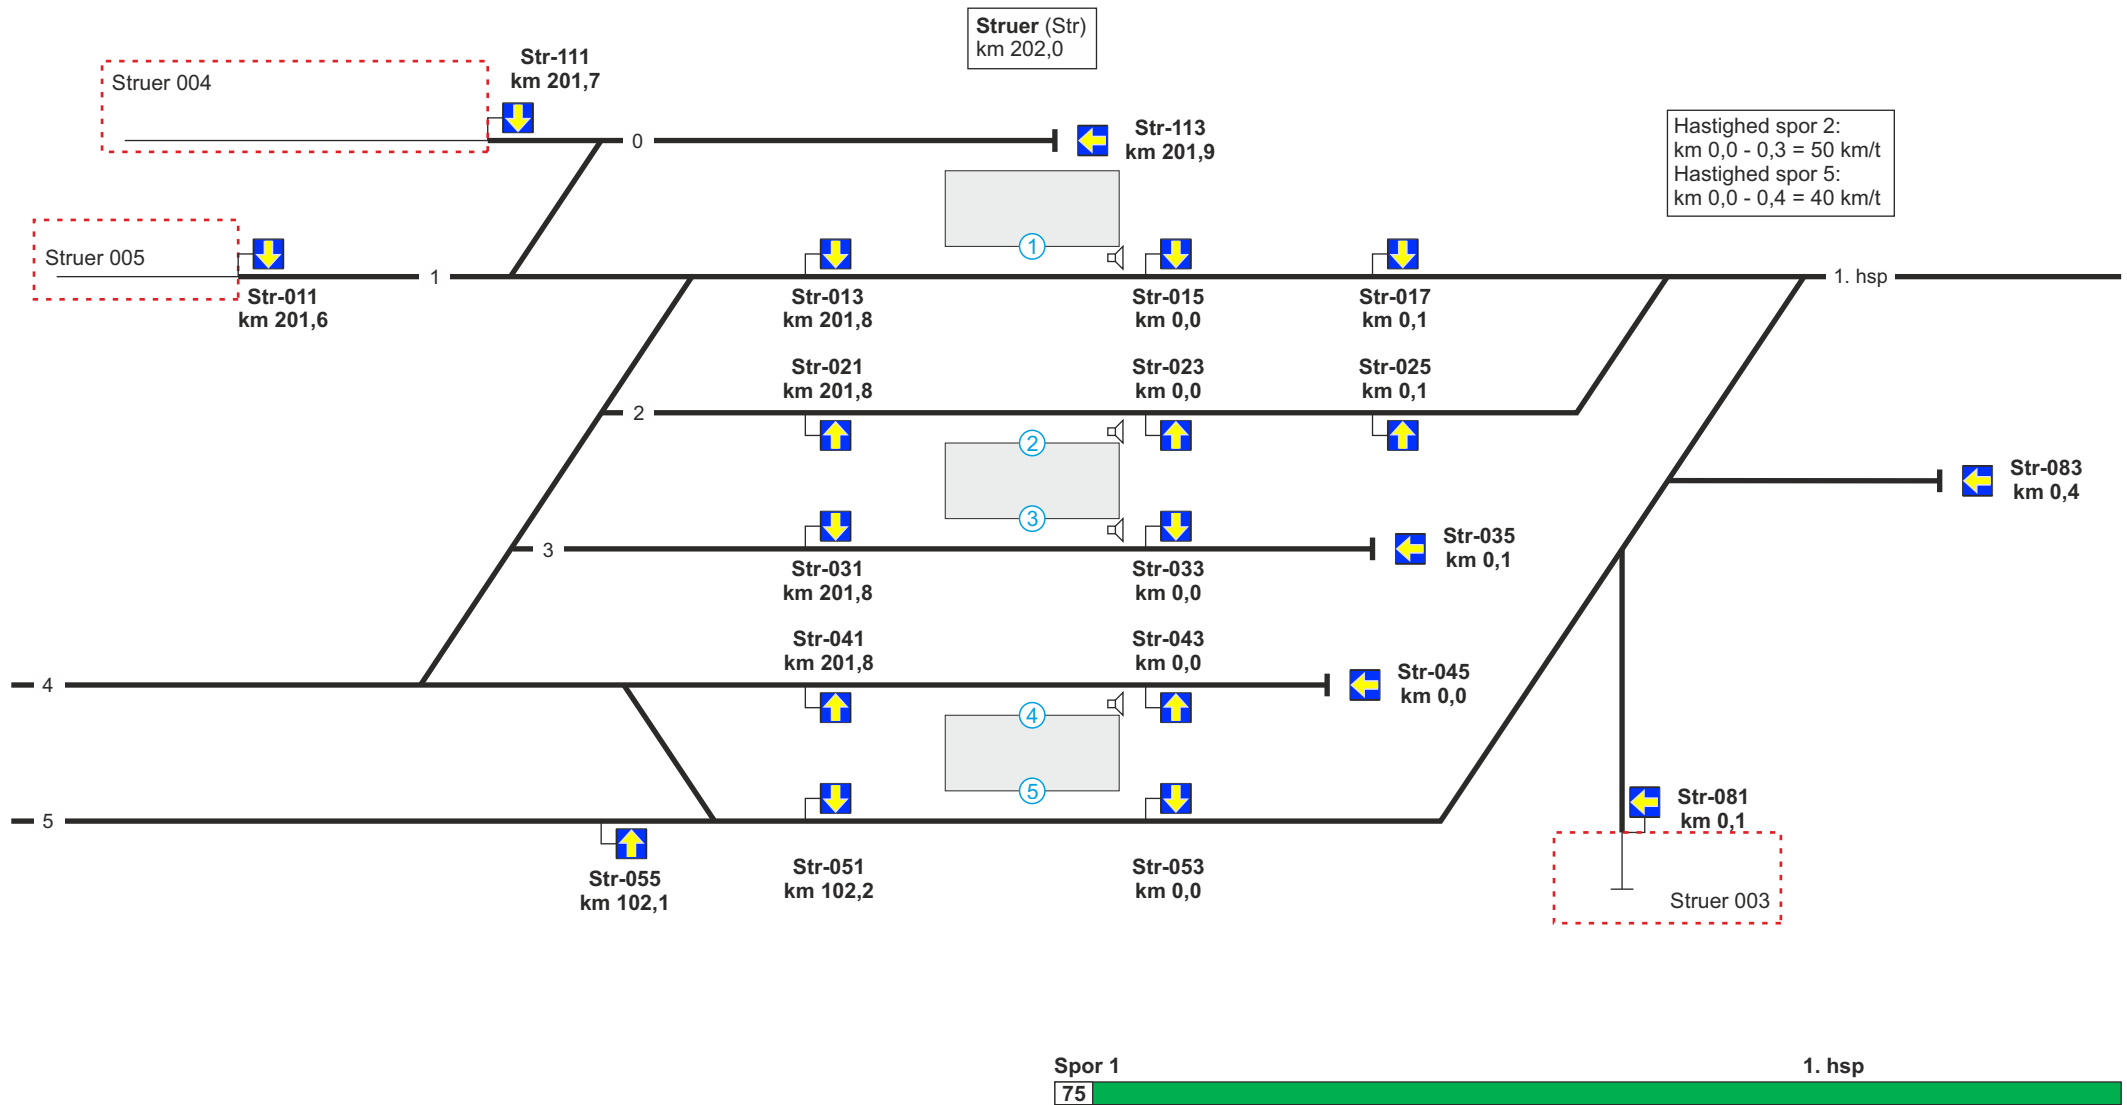 Struer (Str)
km 202,0
Str-111
km 201,7
Struer 004
0
Str-113
km 201,9
Hastighed spor 2:
km 0,0 - 0,3 = 50 km/t
Hastighed spor 5:
km 0,0 - 0,4 = 40 km/t
Struer 005
1
1
1. hsp
Str-011
km 201,6
Str-013
km 201,8
Str-015
km 0,0
Str-017
km 0,1
Str-021
km 201,8
Str-023
km 0,0
Str-025
km 0,1
2
2
Str-083
km 0,4
3
3
Str-035
km 0,1
Str-031
km 201,8
Str-033
km 0,0
Str-041
km 201,8
Str-043
km 0,0
Str-045
km 0,0
4
4
5
5
Str-081
km 0,1
Str-055
km 102,1
Str-051
km 102,2
Str-053
km 0,0
Struer 003
Spor 1
1. hsp
75